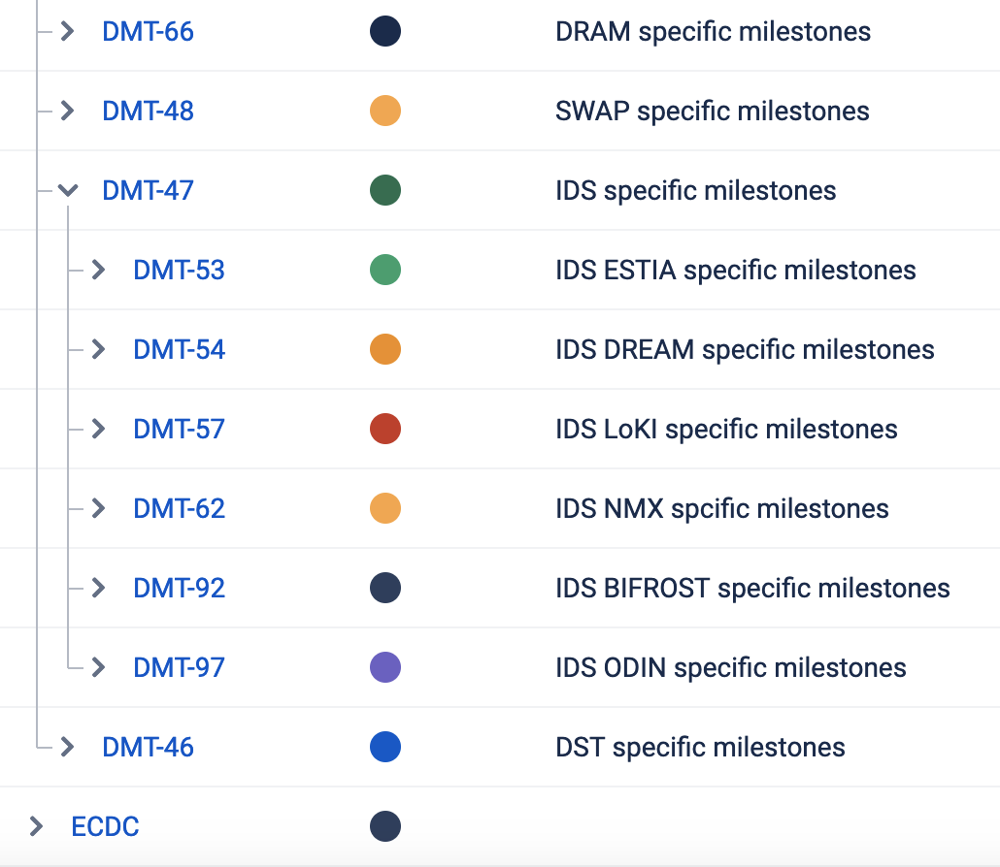 DMT-66 DRAM specific milestones
DMT-48 SWAP specific milestones
DMT-47 IDS specific milestones
DMT-53 IDS ESTIA specific milestones
DMT-54 IDS DREAM specific milestones
DMT-57 IDS LoKI specific milestones
DMT-62 IDS NMX spcific milestones
DMT-92 IDS BIFROST specific milestones
DMT-97 IDS ODIN specific milestones
DMT-46 DST specific milestones
ECDC